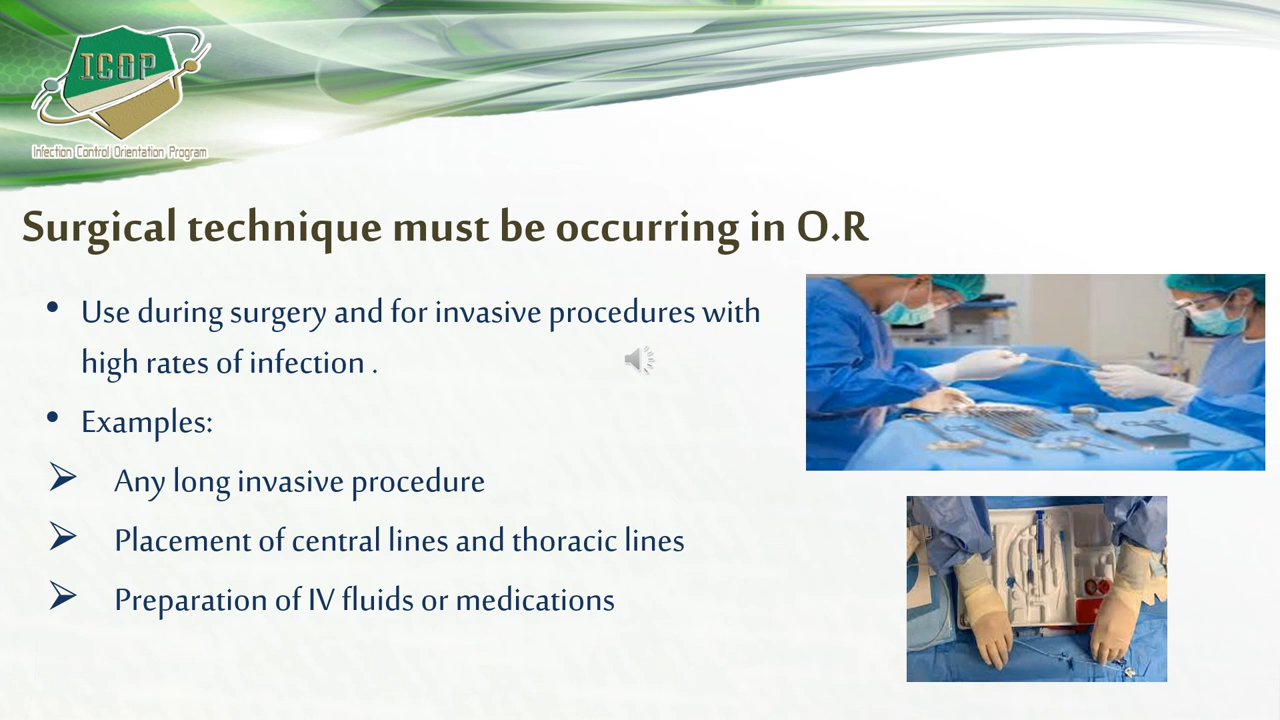 ICOP
Infection Control Orientation Program
Surgical technique must be occurring in O.R
• Use during surgery and for invasive procedures with
high rates of infection .
• Examples:
➢ Any long invasive procedure
➢ Placement of central lines and thoracic lines
➢ Preparation of IV fluids or medications